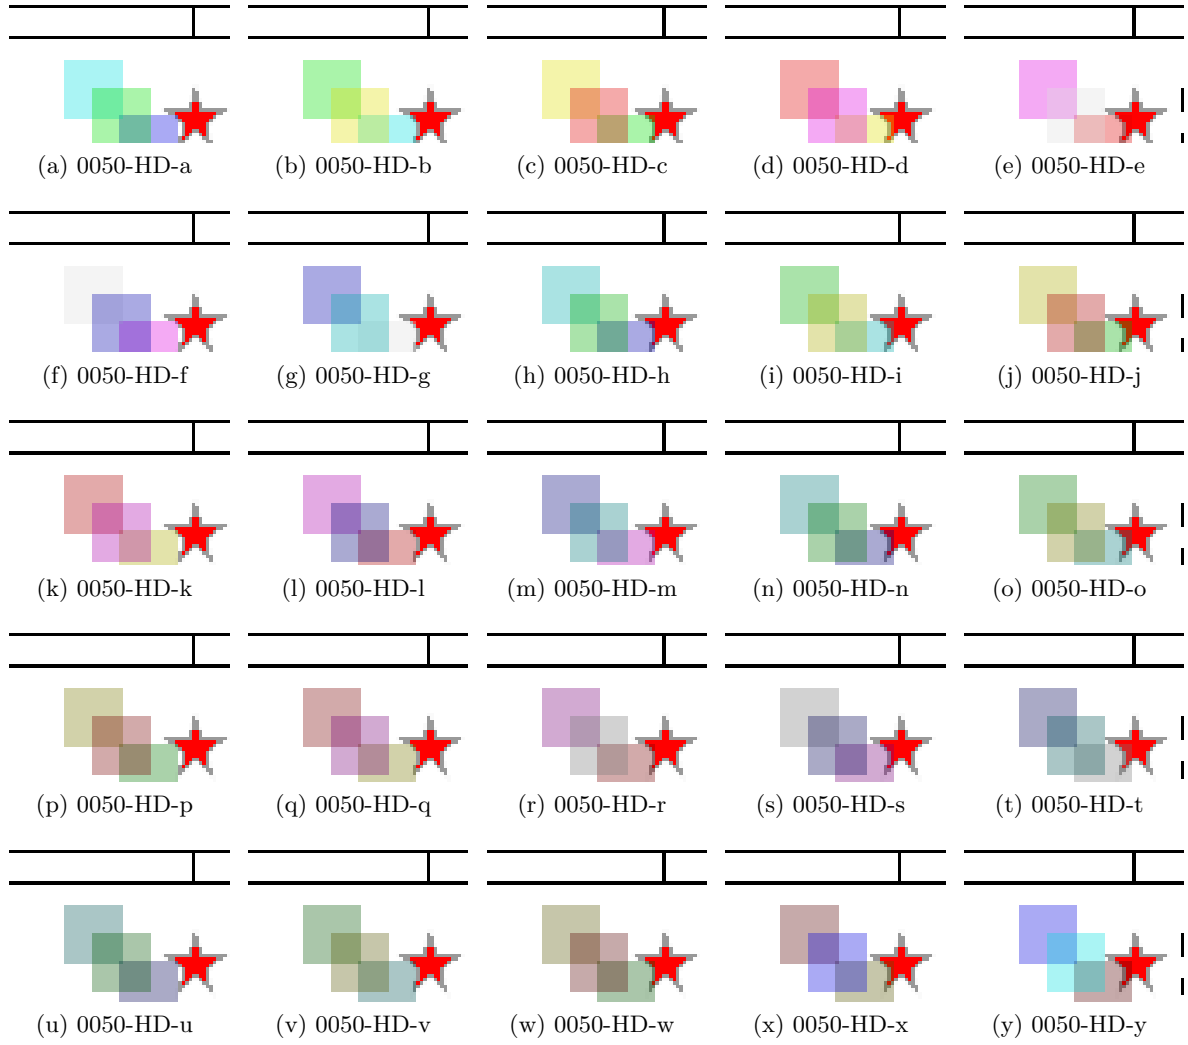 (a) 0050-HD-a (b) 0050-HD-b (c) 0050-HD-c (d) 0050-HD-d (e) 0050-HD-e
(f) 0050-HD-f (g) 0050-HD-g (h) 0050-HD-h (i) 0050-HD-i (j) 0050-HD-j
(k) 0050-HD-k (l) 0050-HD-l (m) 0050-HD-m (n) 0050-HD-n (o) 0050-HD-o
(p) 0050-HD-p (q) 0050-HD-q (r) 0050-HD-r (s) 0050-HD-s (t) 0050-HD-t
(u) 0050-HD-u (v) 0050-HD-v (w) 0050-HD-w (x) 0050-HD-x (y) 0050-HD-y